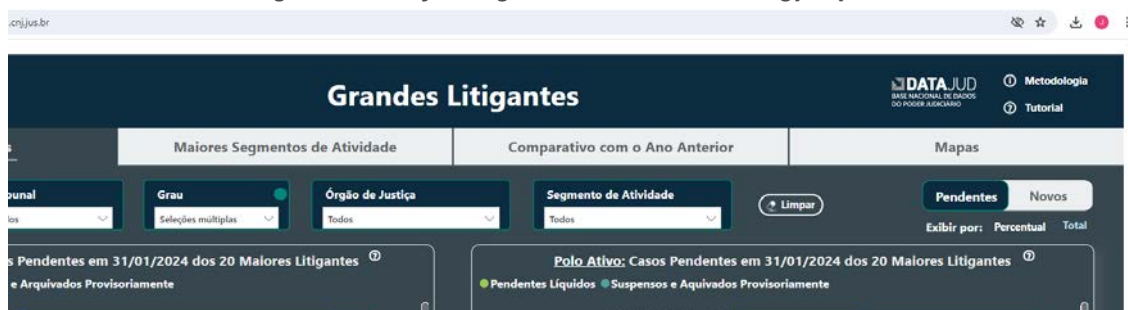 .cnj.jus.br
Grandes Litigantes
DATAJUD
BASE NACIONAL DE DADOS
DO PODER JUDICIÁRIO
Metodologia
Tutorial
Maiores Segmentos de Atividade
Comparativo com o Ano Anterior
Mapas
Grau
Seleções múltiplas
Órgão de Justiça
Todos
Segmento de Atividade
Todos
Limpar
Pendentes Novos
Exibir por: Percentual Total
s Pendentes em 31/01/2024 dos 20 Maiores Litigantes
e Arquivados Provisoriamente
Polo Ativo: Casos Pendentes em 31/01/2024 dos 20 Maiores Litigantes
Pendentes Líquidos Suspensos e Aquivados Provisoriamente